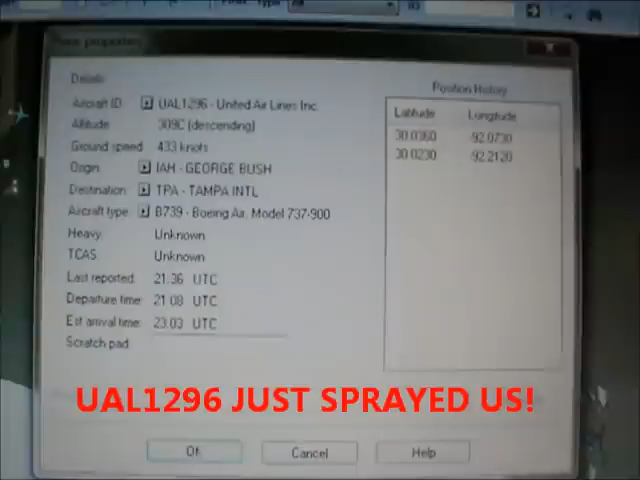 Details
Position History
Aircraft ID UAL1296 - United Air Lines Inc.
Latitude Longitude
Altitude 309C (descending)
30.0360 -92.0730
Ground speed 433 knots
30.0230 -92.2120
Origin IAH - GEORGE BUSH
Destination TPA - TAMPA INTL
Aircraft type B739 - Boeing Air. Model 737-900
Heavy: Unknown
TCAS Unknown
Last reported: 21:36 UTC
Departure time: 21:08 UTC
Est arrival time: 23:03 UTC
Scratch pad
UAL1296 JUST SPRAYED US!
OK Cancel Help